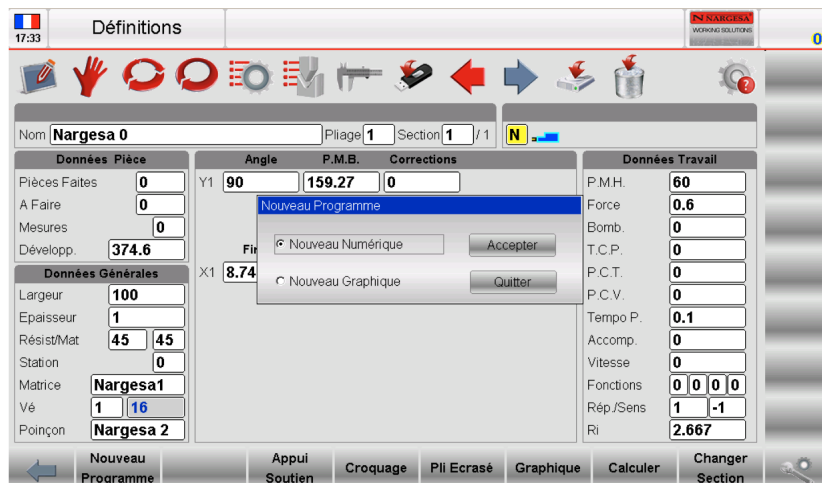 17:33
Définitions
NARGESA
WORKING SOLUTIONS
0
Nom Nargesa 0 Pliage 1 Section 1 / 1 N
Données Pièce
Pièces Faites 0
A Faire 0
Mesures 0
Développ. 374.6
Données Générales
Largeur 100
Epaisseur 1
Résist/Mat 45 45
Station 0
Matrice Nargesa1
Vé 1 16
Poinçon Nargesa 2
Angle P.M.B. Corrections
Y1 90 159.27 0
Fin
X1 8.74
Nouveau Programme
Nouveau Numérique Accepter
Nouveau Graphique Quitter
Données Travail
P.M.H. 60
Force 0.6
Bomb. 0
T.C.P. 0
P.C.T. 0
P.C.V. 0
Tempo P. 0.1
Accomp. 0
Vitesse 0
Fonctions 0 0 0 0
Rép./Sens 1 -1
Ri 2.667
Nouveau Programme
Appui Soutien
Croquage
Pli Ecrasé
Graphique
Calculer
Changer Section